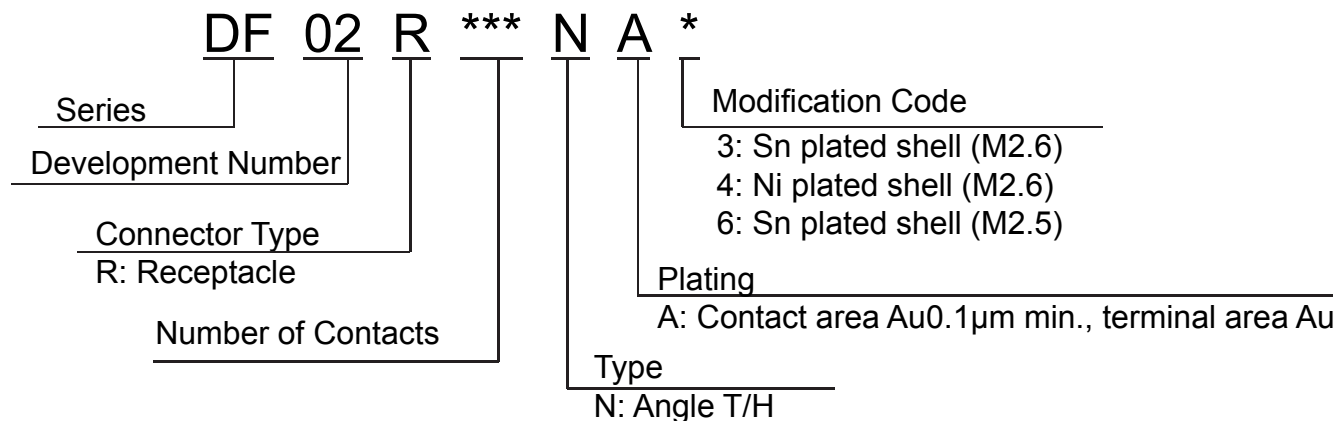 DF 02 R *** N A *
Series
Development Number
Connector Type
R: Receptacle
Number of Contacts
Modification Code
3: Sn plated shell (M2.6)
4: Ni plated shell (M2.6)
6: Sn plated shell (M2.5)
Plating
A: Contact area Au0.1μm min., terminal area Au
Type
N: Angle T/H